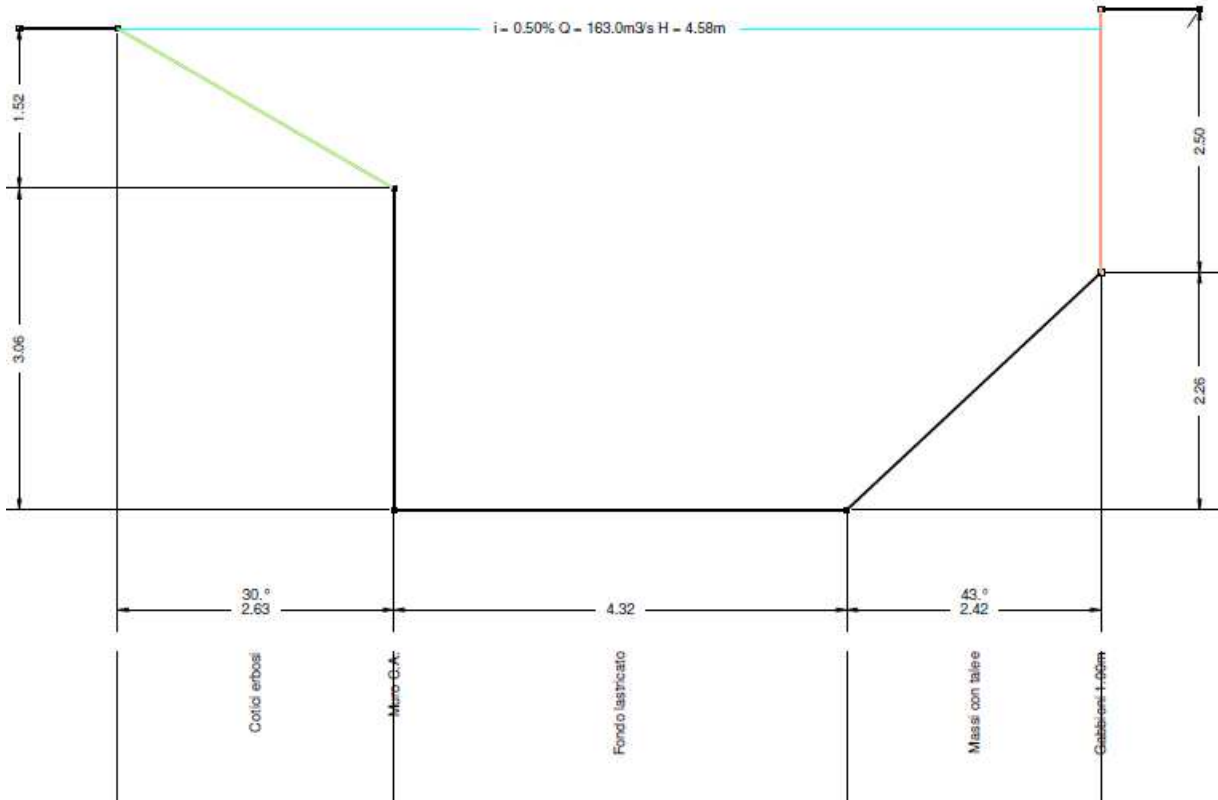 i = 0.50% Q = 163.0m3/s H = 4.58m
1.52
3.06
2.50
2.26
30.°
2.63
4.32
43.°
2.42
Cotici erbosi
Muro C.A.
Fondo lastricato
Massi con talee
Gabbioni 1.00m